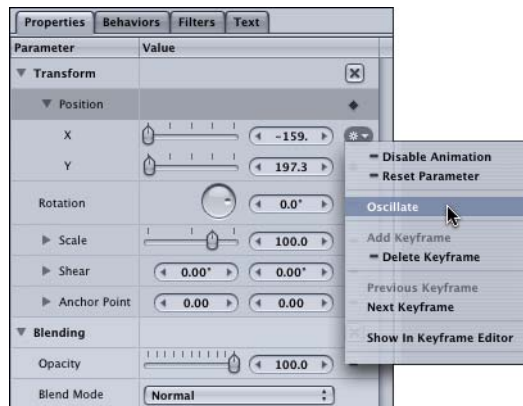 Properties Behaviors Filters Text
Parameter Value
Transform
Position
X -159.
Y 197.3
Rotation 0.0°
Scale 100.0
Shear 0.00° 0.00°
Anchor Point 0.00 0.00
Blending
Opacity 100.0
Blend Mode Normal
Disable Animation
Reset Parameter
Oscillate
Add Keyframe
Delete Keyframe
Previous Keyframe
Next Keyframe
Show In Keyframe Editor